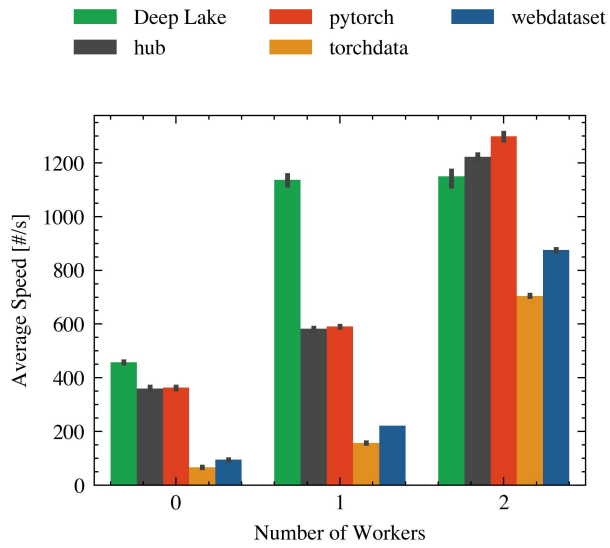 Deep Lake pytorch webdataset
hub torchdata
1200
1000
800
600
400
200
0
Average Speed [#/s]
0 1 2
Number of Workers